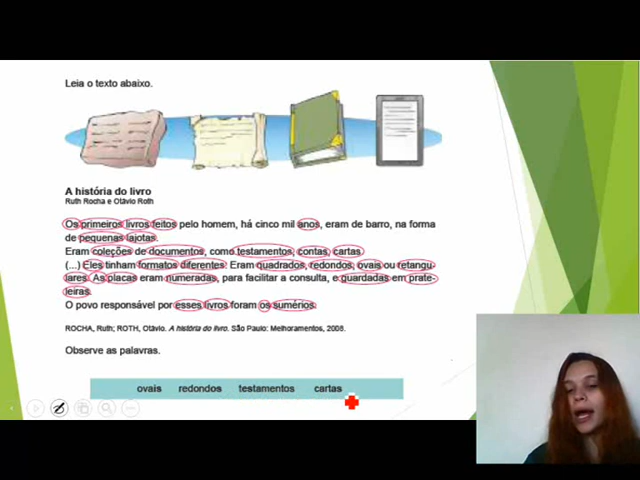 Leia o texto abaixo.
A história do livro
Ruth Rocha e Otávio Roth
Os primeiros livros feitos pelo homem, há cinco mil anos, eram de barro, na forma
de pequenas lajotas.
Eram coleções de documentos, como testamentos, contas, cartas
(...) Eles tinham formatos diferentes. Eram quadrados, redondos, ovais ou retangu-
lares. As placas eram numeradas, para facilitar a consulta, e guardadas em prate-
leiras.
O povo responsável por esses livros foram os sumérios.
ROCHA, Ruth; ROTH, Otávio. A história do livro. São Paulo: Melhoramentos, 2008.
Observe as palavras.
ovais redondos testamentos cartas